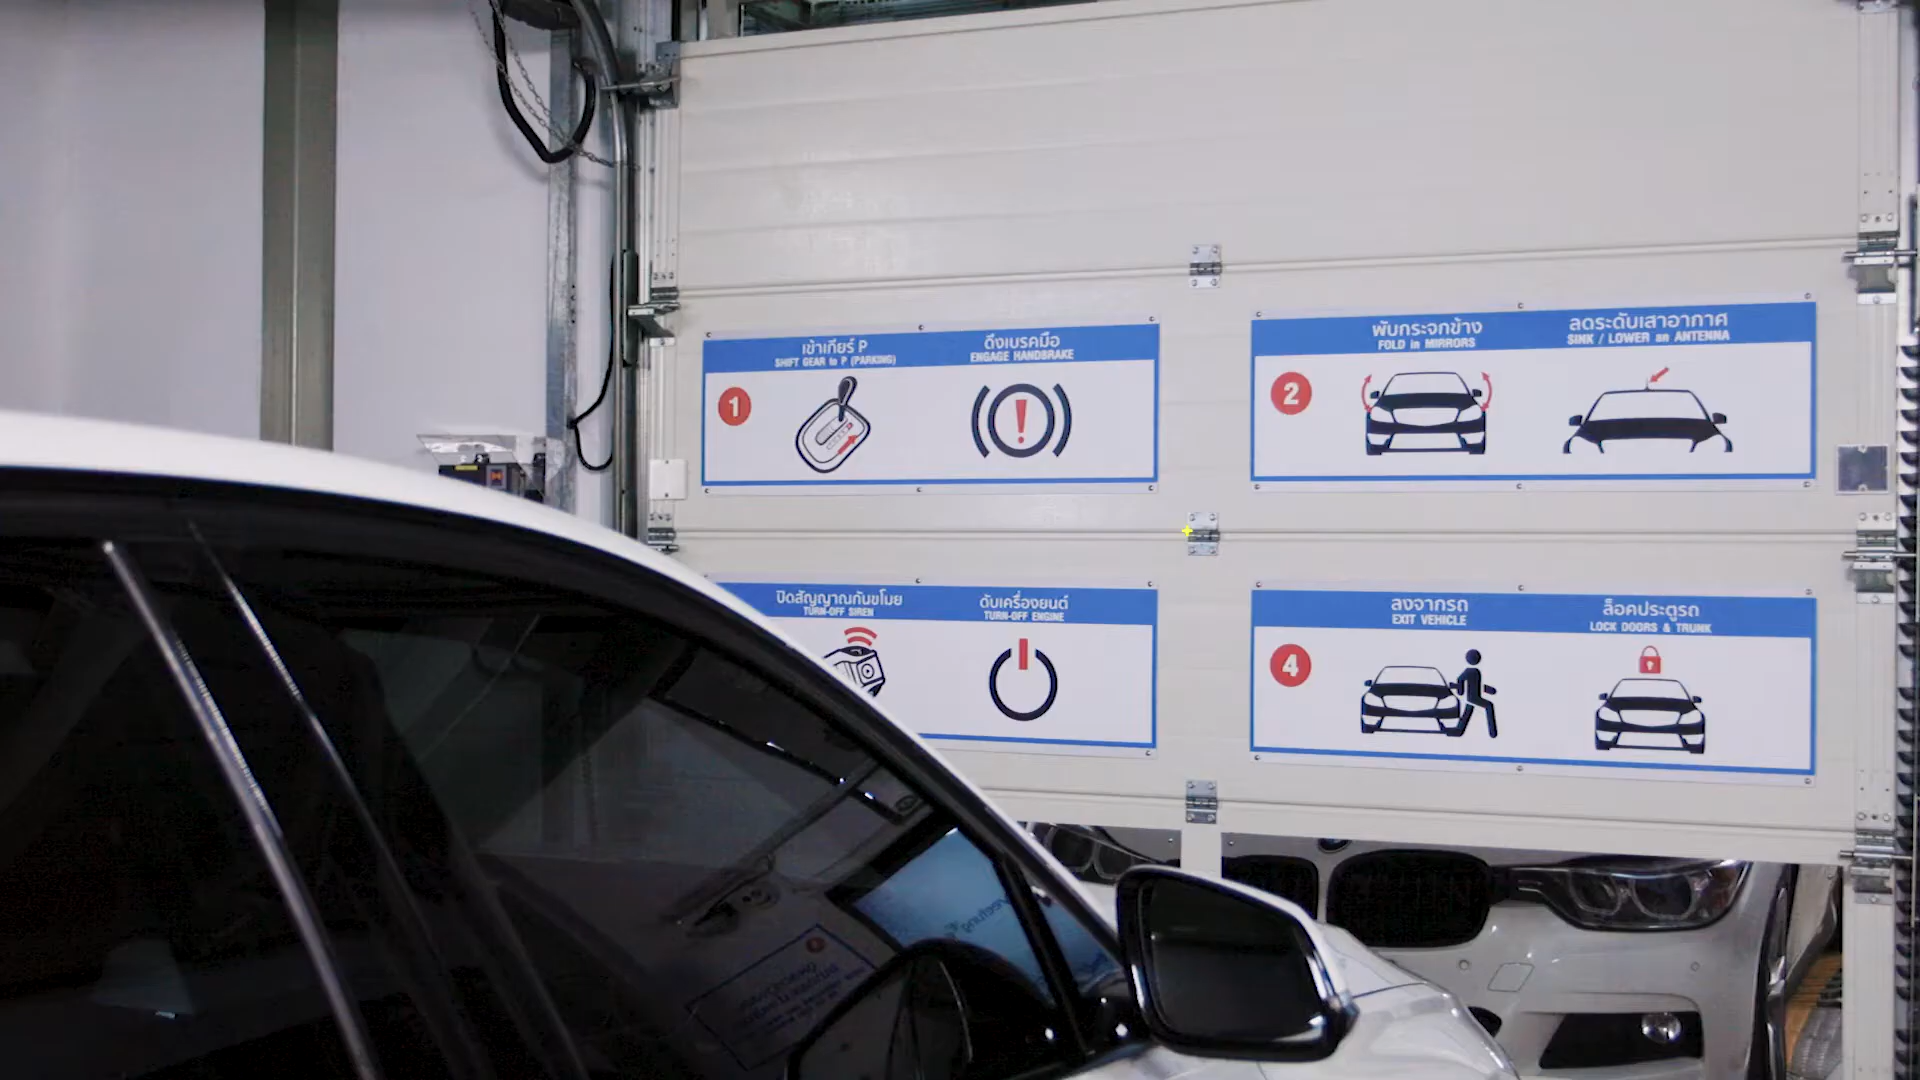 เข้าเกียร์ P
SHIFT GEAR to P (PARKING)
ดึงเบรคมือ
ENGAGE HANDBRAKE
1
พับกระจกข้าง
FOLD in MIRRORS
ลดระดับเสาอากาศ
SINK / LOWER an ANTENNA
2
ปิดสัญญาณกันขโมย
TURN-OFF SIREN
ดับเครื่องยนต์
TURN-OFF ENGINE
ลงจากรถ
EXIT VEHICLE
ล็อคประตูรถ
LOCK DOORS & TRUNK
4